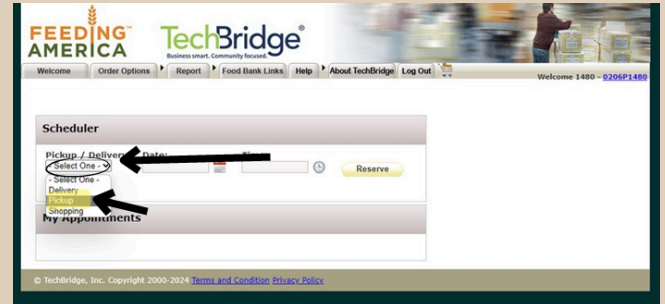 FEEDING™
AMERICA
TechBridge®
Business smart. Community focused.
Welcome Order Options Report Food Bank Links Help About TechBridge Log Out
Welcome 1480 - 0206P1480
Scheduler
Pickup / Delivery Date:
- Select One -
Reserve
- Select One -
Delivery
Pickup
Shopping
My Appointments
© TechBridge, Inc. Copyright 2000-2024 Terms and Condition Privacy Policy